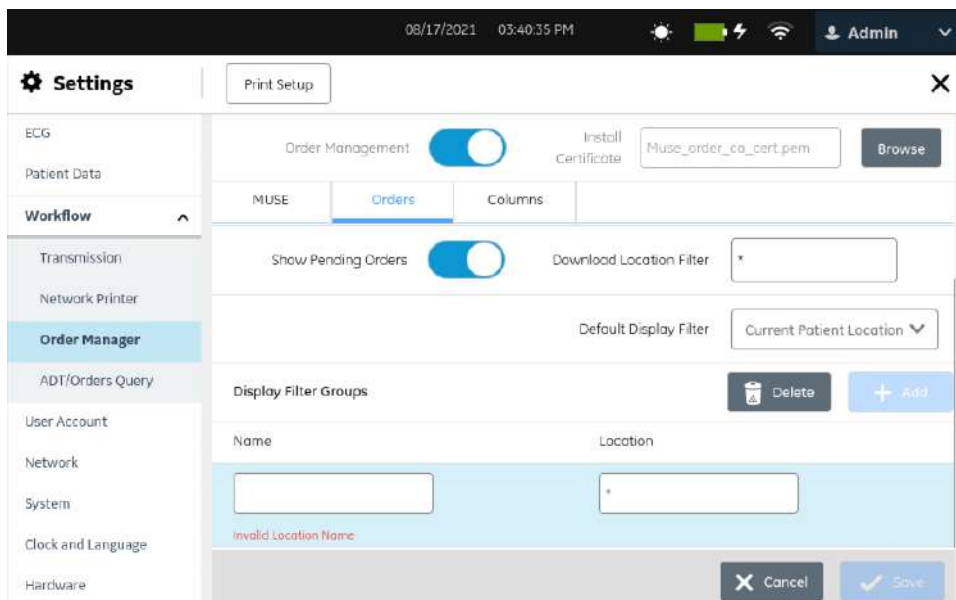 08/17/2021 03:40:35 PM Admin
Settings Print Setup
ECG
Order Management Install Certificate Muse_order_ca_cert.pem Browse
Patient Data
MUSE Orders Columns
Workflow
Transmission
Show Pending Orders Download Location Filter *
Network Printer
Order Manager
Default Display Filter Current Patient Location
ADT/Orders Query
Display Filter Groups Delete + Add
User Account
Name Location
Network
System
*
Invalid Location Name
Clock and Language
Hardware
Cancel Save